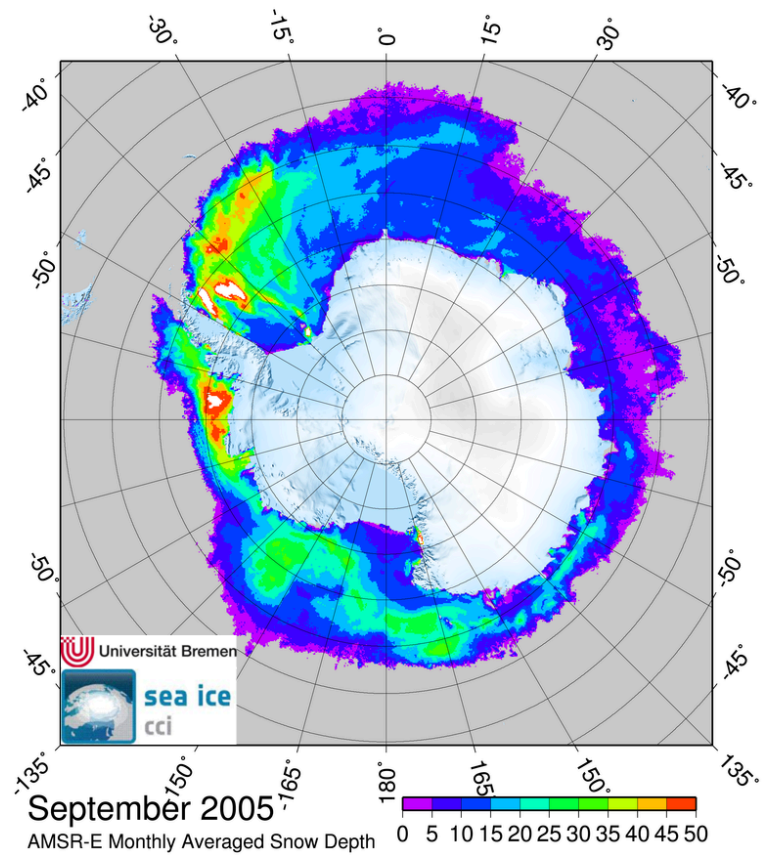 -30° -15° 0° 15° 30°
-40° -40°
-45° -45°
-50° -50°
-50° -50°
-45° -45°
Universität Bremen
sea ice
cci
-135° -150° -165° 180° 165° 150° 135°
September 2005
AMSR-E Monthly Averaged Snow Depth
0 5 10 15 20 25 30 35 40 45 50